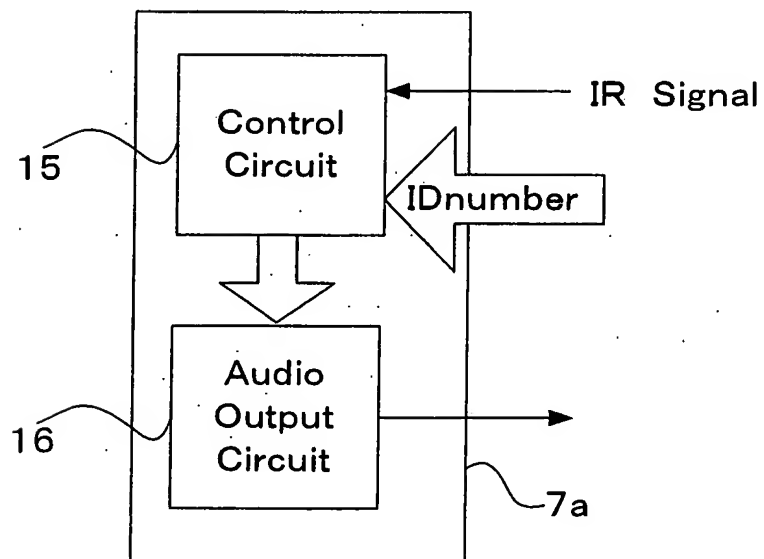 Control
Circuit
IR Signal
15
IDnumber
Audio
Output
Circuit
16
7a